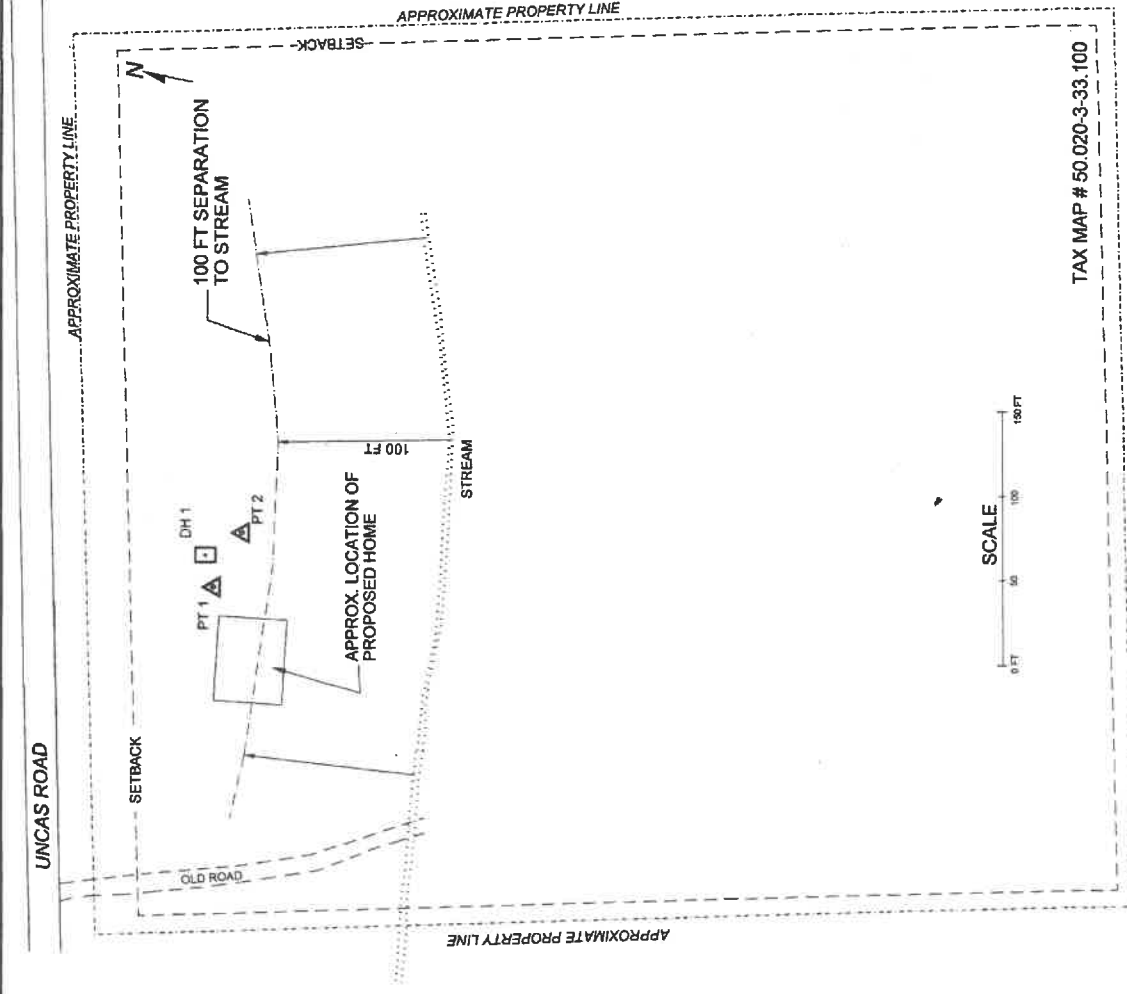 UNCAS ROAD
APPROXIMATE PROPERTY LINE
APPROXIMATE PROPERTY LINE
SETBACK
N
100 FT SEPARATION
TO STREAM
DH 1
PT 1
PT 2
100 FT
APPROX. LOCATION OF
PROPOSED HOME
STREAM
SETBACK
OLD ROAD
APPROXIMATE PROPERTY LINE
SCALE
0 FT
50
100
150 FT
TAX MAP # 50.020-3-33.100